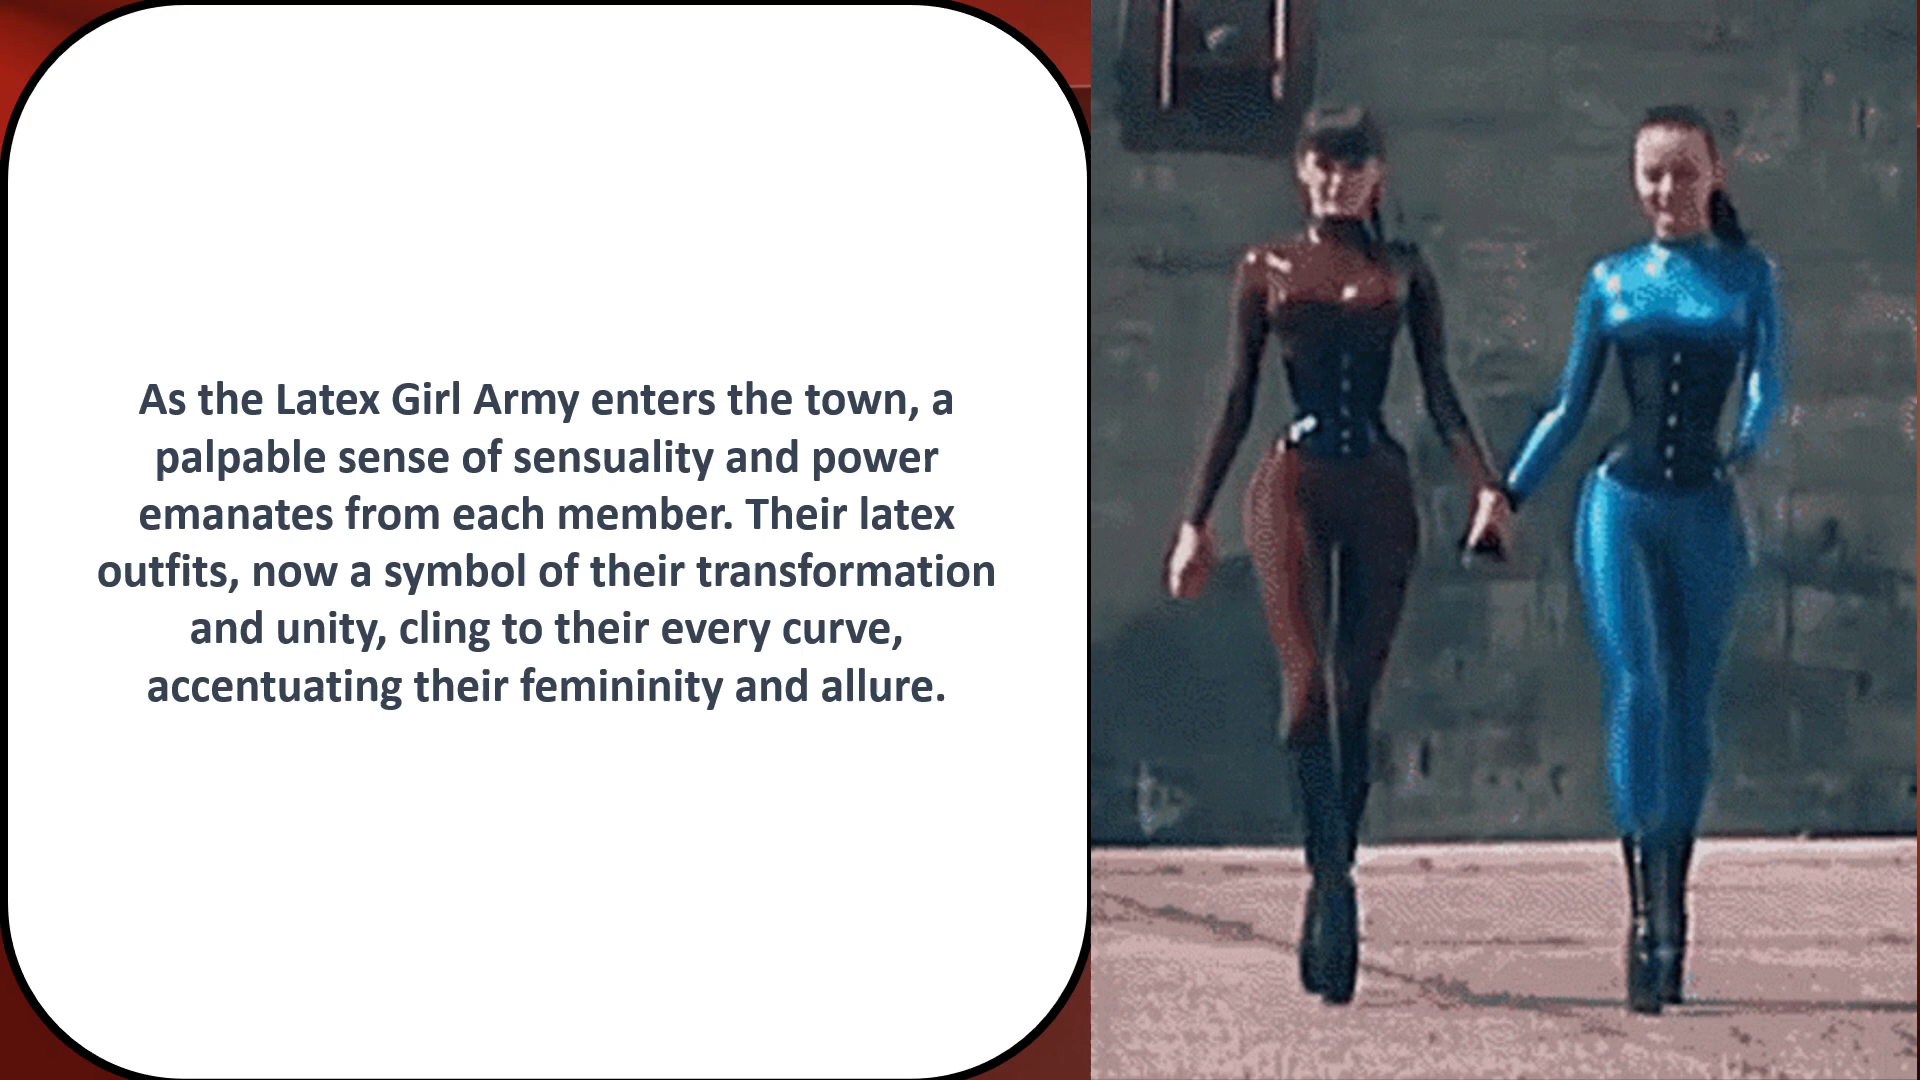 As the Latex Girl Army enters the town, a
palpable sense of sensuality and power
emanates from each member. Their latex
outfits, now a symbol of their transformation
and unity, cling to their every curve,
accentuating their femininity and allure.